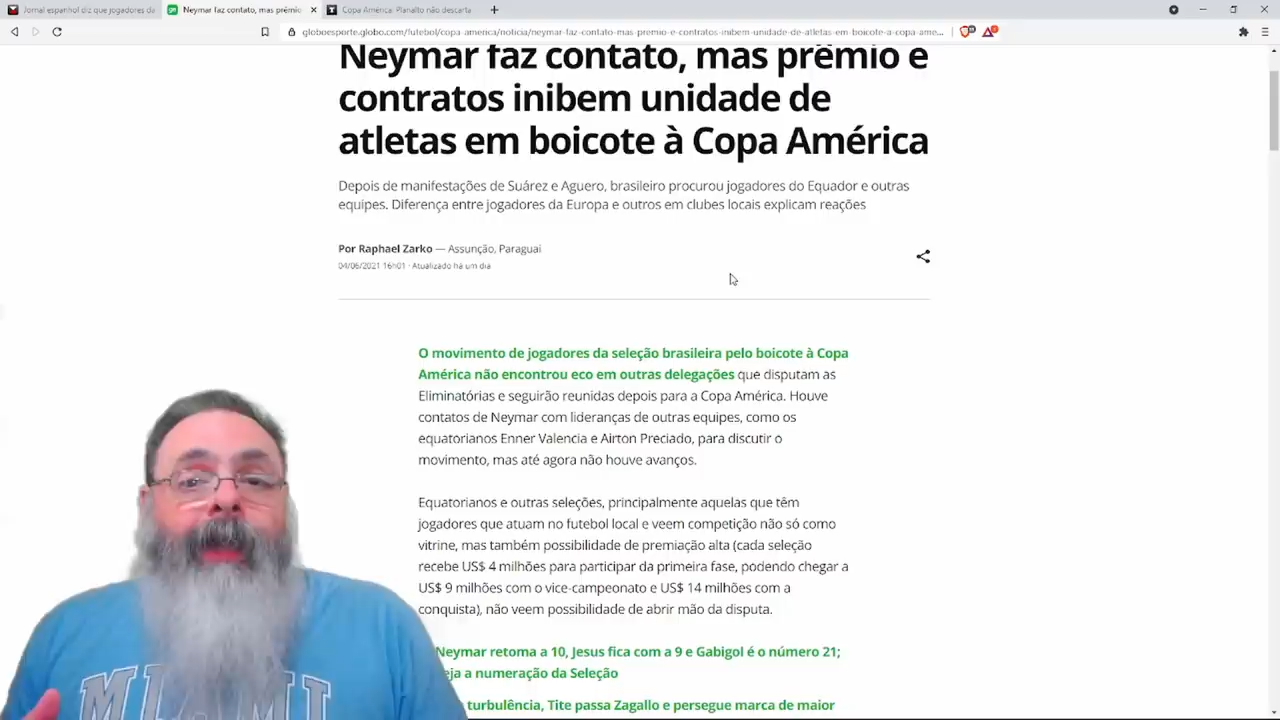 Jornal espanhol diz que jogadores da
Neymar faz contato, mas prêmio
Copa América: Planalto não descarta
globoesporte.globo.com/futebol/copa-america/noticia/neymar-faz-contato-mas-premio-e-contratos-inibem-unidade-de-atletas-em-boicote-a-copa-ame...
Neymar faz contato, mas prêmio e
contratos inibem unidade de
atletas em boicote à Copa América
Depois de manifestações de Suárez e Aguero, brasileiro procurou jogadores do Equador e outras
equipes. Diferença entre jogadores da Europa e outros em clubes locais explicam reações
Por Raphael Zarko — Assunção, Paraguai
04/06/2021 16h01 · Atualizado há um dia
O movimento de jogadores da seleção brasileira pelo boicote à Copa
América não encontrou eco em outras delegações que disputam as
Eliminatórias e seguirão reunidas depois para a Copa América. Houve
contatos de Neymar com lideranças de outras equipes, como os
equatorianos Enner Valencia e Airton Preciado, para discutir o
movimento, mas até agora não houve avanços.
Equatorianos e outras seleções, principalmente aquelas que têm
jogadores que atuam no futebol local e veem competição não só como
vitrine, mas também possibilidade de premiação alta (cada seleção
recebe US$ 4 milhões para participar da primeira fase, podendo chegar a
US$ 9 milhões com o vice-campeonato e US$ 14 milhões com a
conquista), não veem possibilidade de abrir mão da disputa.
Neymar retoma a 10, Jesus fica com a 9 e Gabigol é o número 21;
eja a numeração da Seleção
turbulência, Tite passa Zagallo e persegue marca de maior
MIAMI